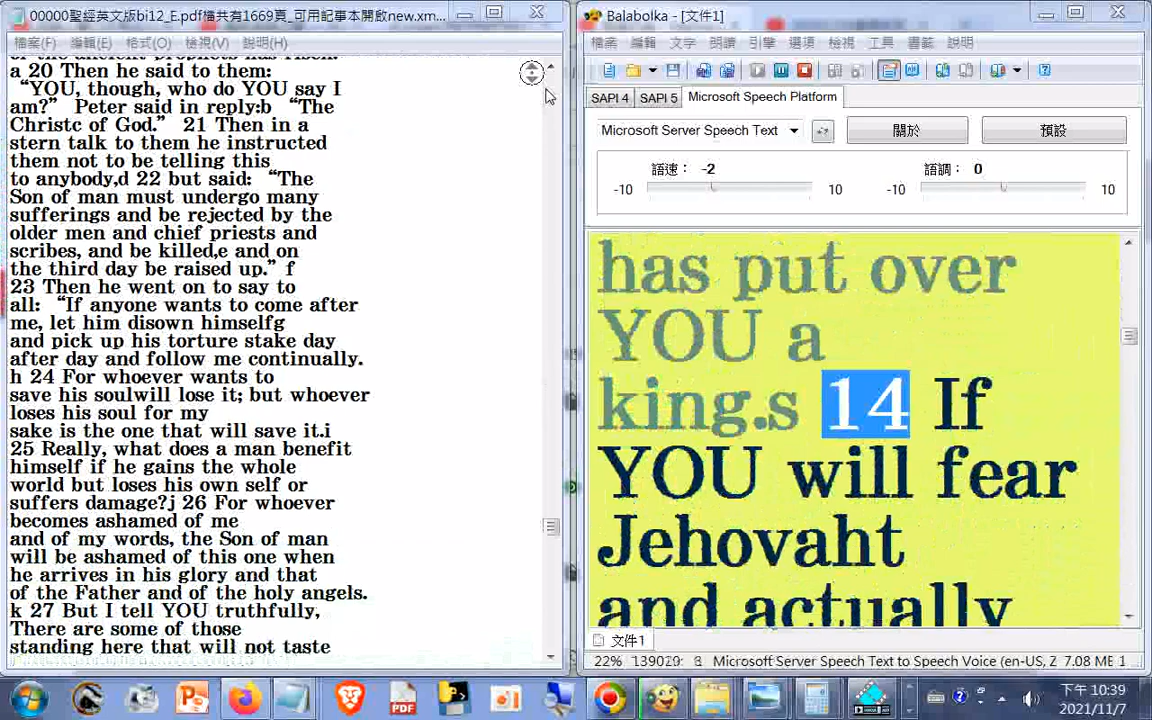 00000聖經英文版bi12_E.pdf檔共有1669頁_可用記事本開啟new.xm...
檔案(F) 編輯(E) 格式(O) 檢視(V) 說明(H)
of the ancient prophets has risen.
a 20 Then he said to them:
“YOU, though, who do YOU say I
am?” Peter said in reply:b “The
Christc of God.” 21 Then in a
stern talk to them he instructed
them not to be telling this
to anybody,d 22 but said: “The
Son of man must undergo many
sufferings and be rejected by the
older men and chief priests and
scribes, and be killed,e and on
the third day be raised up.” f
23 Then he went on to say to
all: “If anyone wants to come after
me, let him disown himselfg
and pick up his torture stake day
after day and follow me continually.
h 24 For whoever wants to
save his soulwill lose it; but whoever
loses his soul for my
sake is the one that will save it.i
25 Really, what does a man benefit
himself if he gains the whole
world but loses his own self or
suffers damage?j 26 For whoever
becomes ashamed of me
and of my words, the Son of man
will be ashamed of this one when
he arrives in his glory and that
of the Father and of the holy angels.
k 27 But I tell YOU truthfully,
There are some of those
standing here that will not taste
Balabolka - [文件1]
檔案 編輯 文字 朗讀 引擎 選項 檢視 工具 書籤 說明
SAPI 4 SAPI 5 Microsoft Speech Platform
Microsoft Server Speech Text 關於 預設
語速： -2 語調： 0
-10 10 -10 10
has put over
YOU a
king.s 14 If
YOU will fear
Jehovaht
and actually
文件1
22% Microsoft Server Speech Text to Speech Voice (en-US, Z 7.08 ME 1
PDF
下午 10:39
2021/11/7